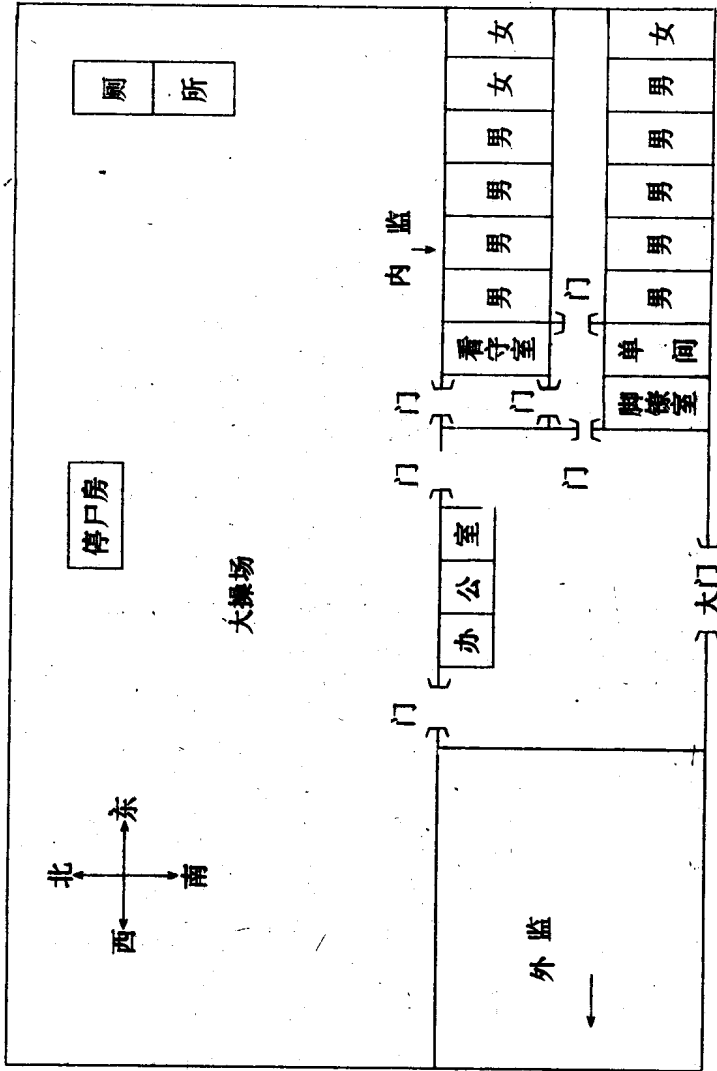 厕所
女
女
男
男
男
男
看守室
女
男
男
男
男
男
单间
脚镣室
内监
门
门
门
门
门
门
停尸房
大操场
办公室
大门
北
东
西
南
外监